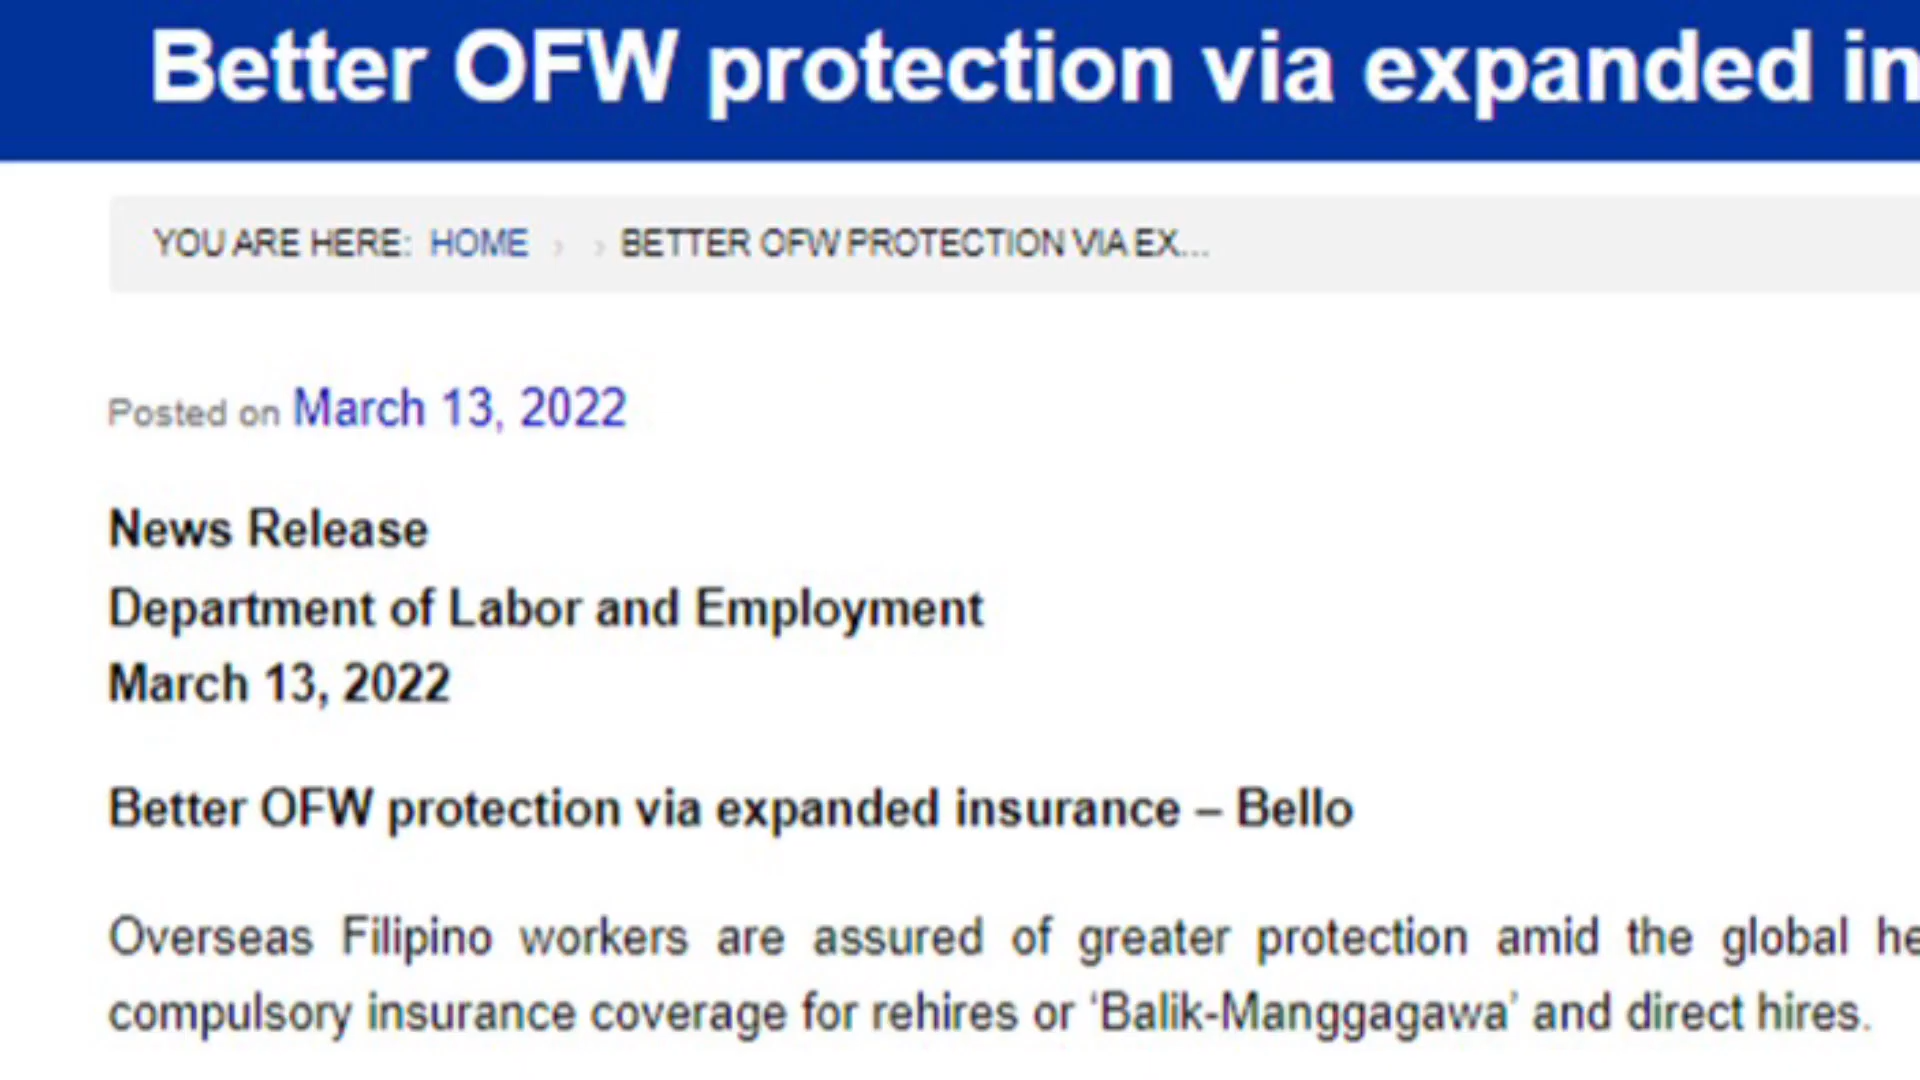 Better OFW protection via expanded in
YOU ARE HERE: HOME › › BETTER OFW PROTECTION VIA EX...
Posted on March 13, 2022
News Release
Department of Labor and Employment
March 13, 2022
Better OFW protection via expanded insurance – Bello
Overseas Filipino workers are assured of greater protection amid the global he
compulsory insurance coverage for rehires or ‘Balik-Manggagawa’ and direct hires.